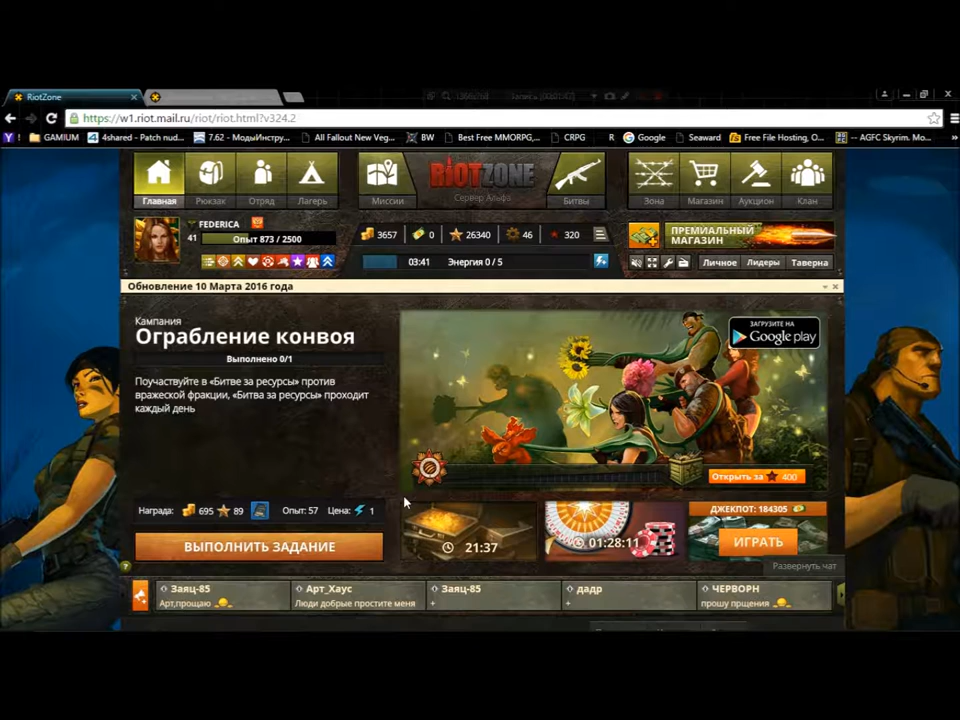 RiotZone
https://w1.riot.mail.ru/riot/riot.html?v324.2
GAMIUM
4shared - Patch nud...
7.62 - МодыИнстру...
All Fallout New Veg...
BW
Best Free MMORPG,...
CRPG
R
Google
Seaward
Free File Hosting, O...
AGFC Skyrim. Mo...
Главная
Рюкзак
Отряд
Лагерь
Миссии
RIOTZONE
Сервер Альфа
Битвы
Зона
Магазин
Аукцион
Клан
FEDERICA
41
Опыт 873 / 2500
3657
0
26340
46
320
03:41
Энергия 0 / 5
ПРЕМИАЛЬНЫЙ
МАГАЗИН
Личное
Лидеры
Таверна
Обновление 10 Марта 2016 года
Кампания
Ограбление конвоя
Выполнено 0/1
Поучаствуйте в «Битве за ресурсы» против
вражеской фракции, «Битва за ресурсы» проходит
каждый день
ЗАГРУЗИТЕ НА
Google play
Открыть за 400
Награда: 695 89 Опыт: 57 Цена: 1
ВЫПОЛНИТЬ ЗАДАНИЕ
21:37
01:28:11
ДЖЕКПОТ: 184305
ИГРАТЬ
Развернуть чат
Заяц-85
Арт,прощаю
Арт_Хаус
Люди добрые простите меня
Заяц-85
+
дадр
+
ЧЕРВОРН
прошу прщения